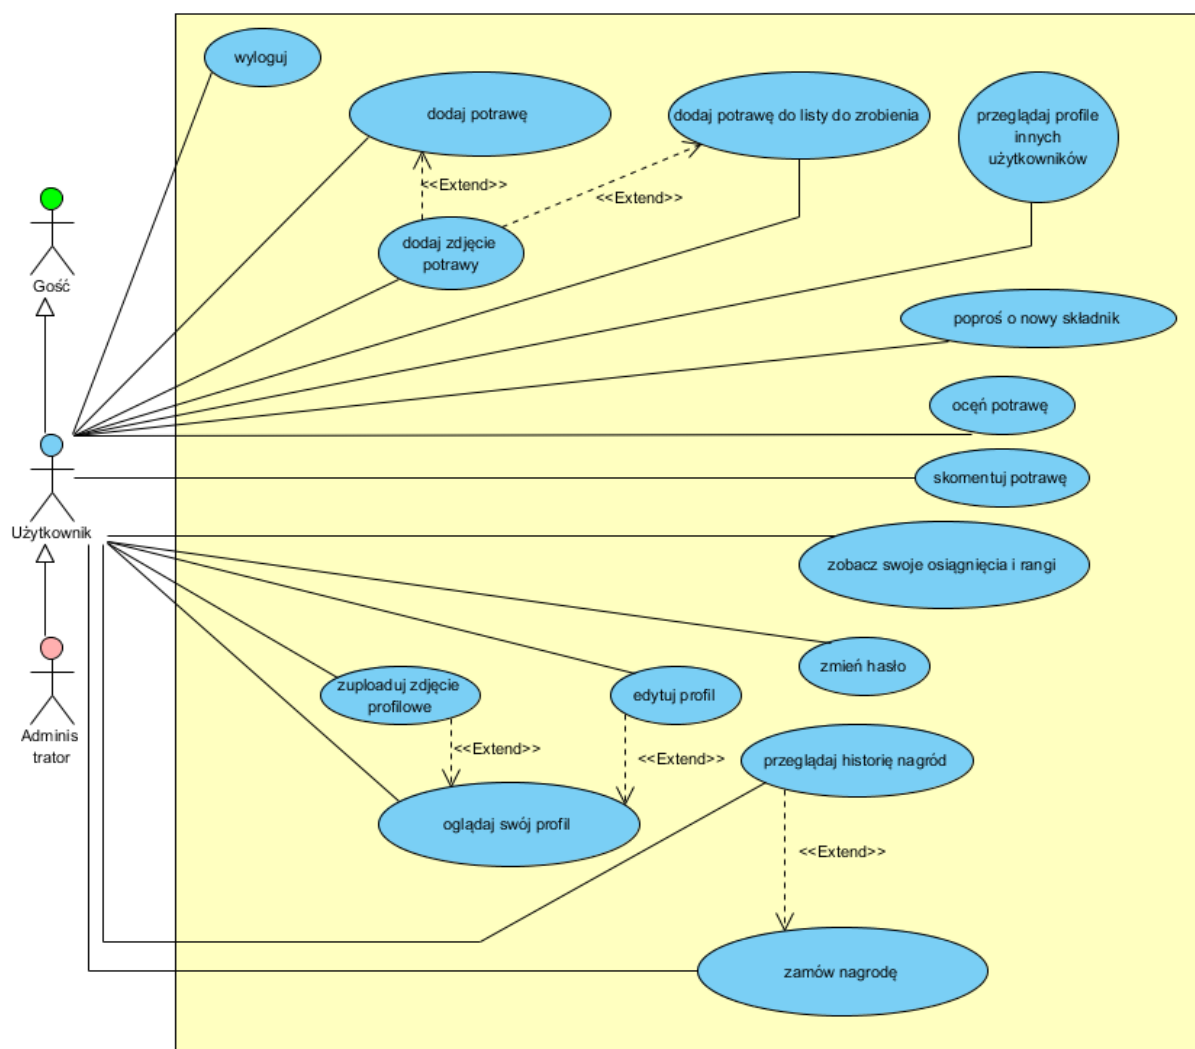 wyloguj
dodaj potrawę
dodaj potrawę do listy do zrobienia
przeglądaj profile
innych
użytkowników
<<Extend>>
<<Extend>>
dodaj zdjęcie
potrawy
Gość
poproś o nowy składnik
ocęń potrawę
skomentuj potrawę
Użytkownik
zobacz swoje osiągnięcia i rangi
zmień hasło
zuploaduj zdjęcie
profilowe
edytuj profil
Adminis
trator
<<Extend>>
<<Extend>>
przeglądaj historię nagród
oglądaj swój profil
<<Extend>>
zamów nagrodę